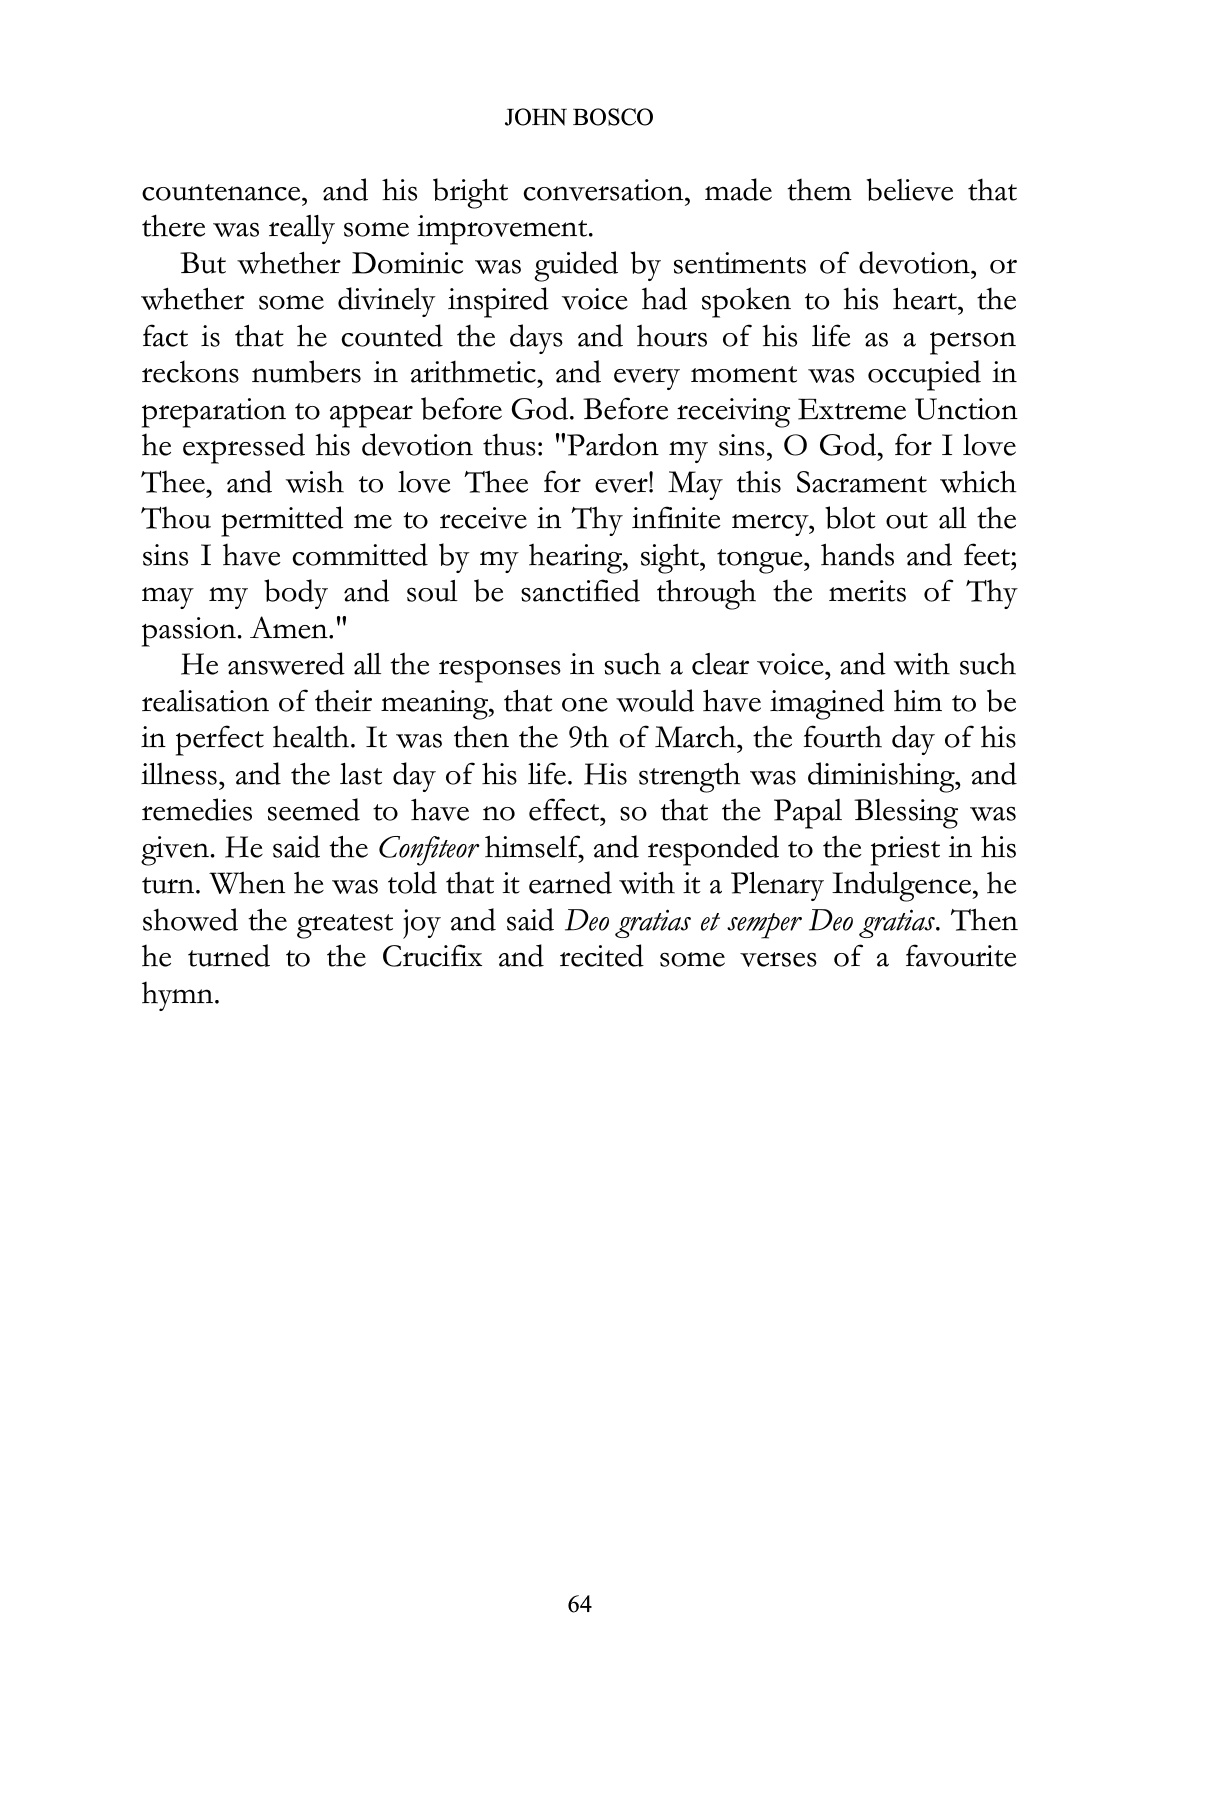 JOHN BOSCO
countenance, and his bright conversation, made them believe that
there was really some improvement.
But whether Dominic was guided by sentiments of devotion, or
whether some divinely inspired voice had spoken to his heart, the
fact is that he counted the days and hours of his life as a person
reckons numbers in arithmetic, and every moment was occupied in
preparation to appear before God. Before receiving Extreme Unction
he expressed his devotion thus: "Pardon my sins, O God, for I love
Thee, and wish to love Thee for ever! May this Sacrament which
Thou permitted me to receive in Thy infinite mercy, blot out all the
sins I have committed by my hearing, sight, tongue, hands and feet;
may my body and soul be sanctified through the merits of Thy
passion. Amen."
He answered all the responses in such a clear voice, and with such
realisation of their meaning, that one would have imagined him to be
in perfect health. It was then the 9th of March, the fourth day of his
illness, and the last day of his life. His strength was diminishing, and
remedies seemed to have no effect, so that the Papal Blessing was
given. He said the Confiteor himself, and responded to the priest in his
turn. When he was told that it earned with it a Plenary Indulgence, he
showed the greatest joy and said Deo gratias et semper Deo gratias. Then
he turned to the Crucifix and recited some verses of a favourite
hymn.
64